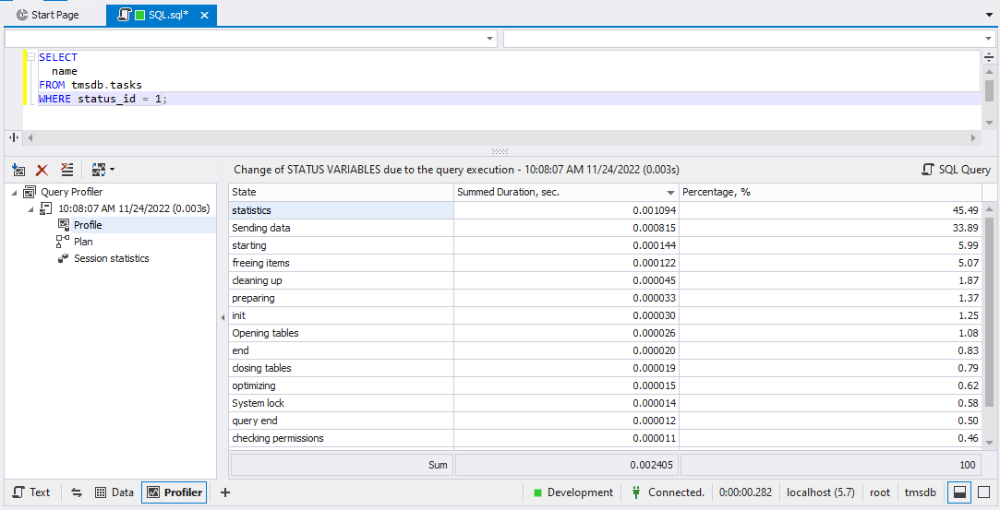 Start Page
SQL.sql*
SELECT
name
FROM tmsdb.tasks
WHERE status_id = 1;
Change of STATUS VARIABLES due to the query execution - 10:08:07 AM 11/24/2022 (0.003s)
SQL Query
Query Profiler
10:08:07 AM 11/24/2022 (0.003s)
Profile
Plan
Session statistics
State Summed Duration, sec. Percentage, %
statistics 0.001094 45.49
Sending data 0.000815 33.89
starting 0.000144 5.99
freeing items 0.000122 5.07
cleaning up 0.000045 1.87
preparing 0.000033 1.37
init 0.000030 1.25
Opening tables 0.000026 1.08
end 0.000020 0.83
closing tables 0.000019 0.79
optimizing 0.000015 0.62
System lock 0.000014 0.58
query end 0.000012 0.50
checking permissions 0.000011 0.46
Sum 0.002405 100
Text Data Profiler
Development Connected. 0:00:00.282 localhost (5.7) root tmsdb